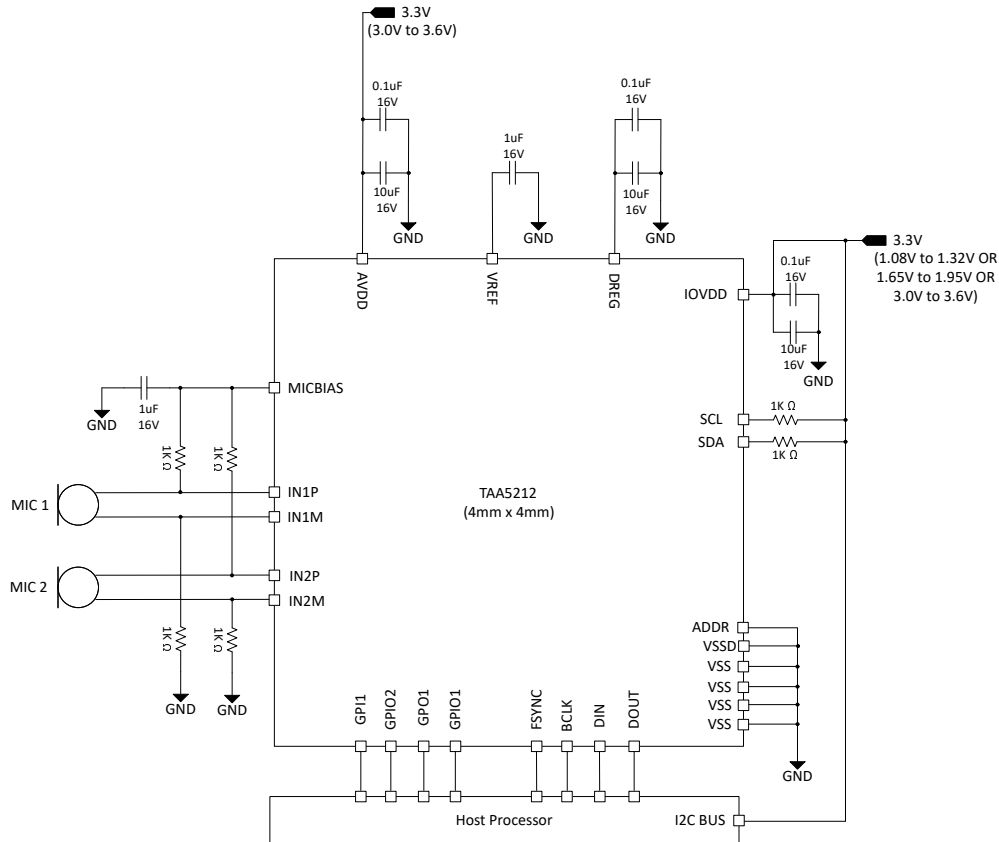 3.3V
(3.0V to 3.6V)
0.1uF
16V
10uF
16V
GND
1uF
16V
GND
0.1uF
16V
10uF
16V
GND
3.3V
(1.08V to 1.32V OR
1.65V to 1.95V OR
3.0V to 3.6V)
0.1uF
16V
10uF
16V
GND
AVDD
VREF
DREG
IOVDD
MICBIAS
1uF
16V
GND
1K Ω
1K Ω
SCL
1K Ω
SDA
1K Ω
MIC 1
IN1P
IN1M
TAA5212
(4mm x 4mm)
MIC 2
IN2P
IN2M
1K Ω
1K Ω
GND
GND
ADDR
VSSD
VSS
VSS
VSS
VSS
GND
GPI1
GPIO2
GPO1
GPIO1
FSYNC
BCLK
DIN
DOUT
Host Processor
I2C BUS